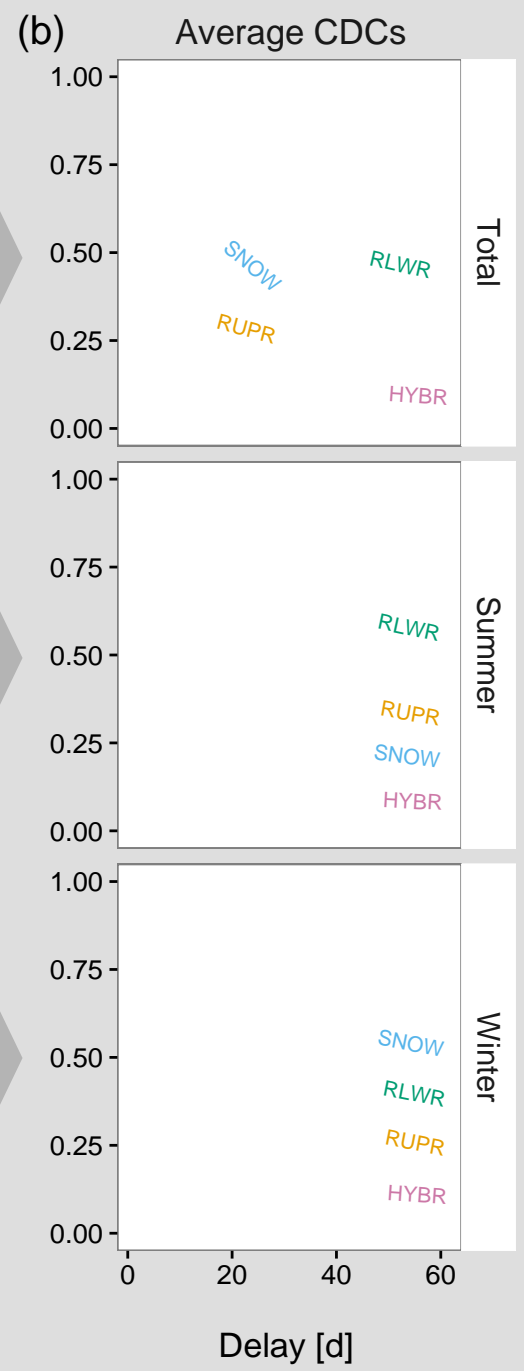 (b) Average CDCs
1.00
0.75
0.50
0.25
0.00
SNOW
RLWR
RUPR
HYBR
Total
1.00
0.75
0.50
0.25
0.00
RLWR
RUPR
SNOW
HYBR
Summer
1.00
0.75
0.50
0.25
0.00
SNOW
RLWR
RUPR
HYBR
Winter
0 20 40 60
Delay [d]